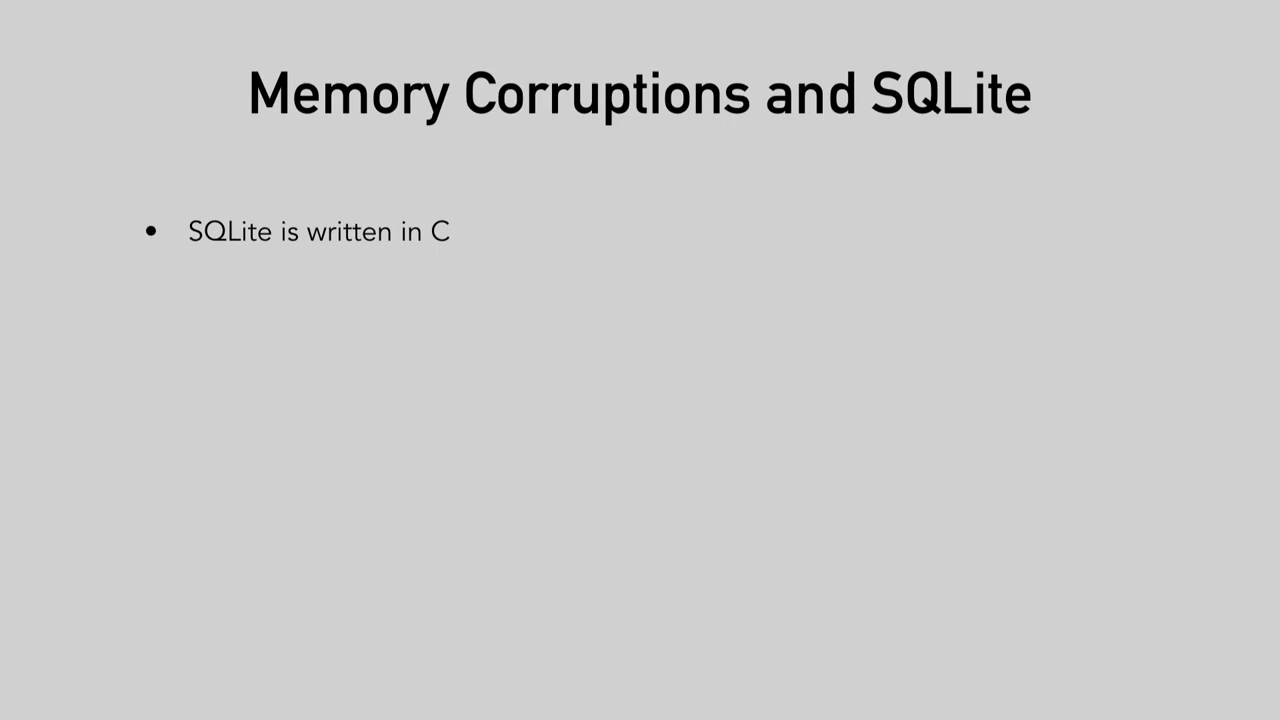 Memory Corruptions and SQLite
• SQLite is written in C